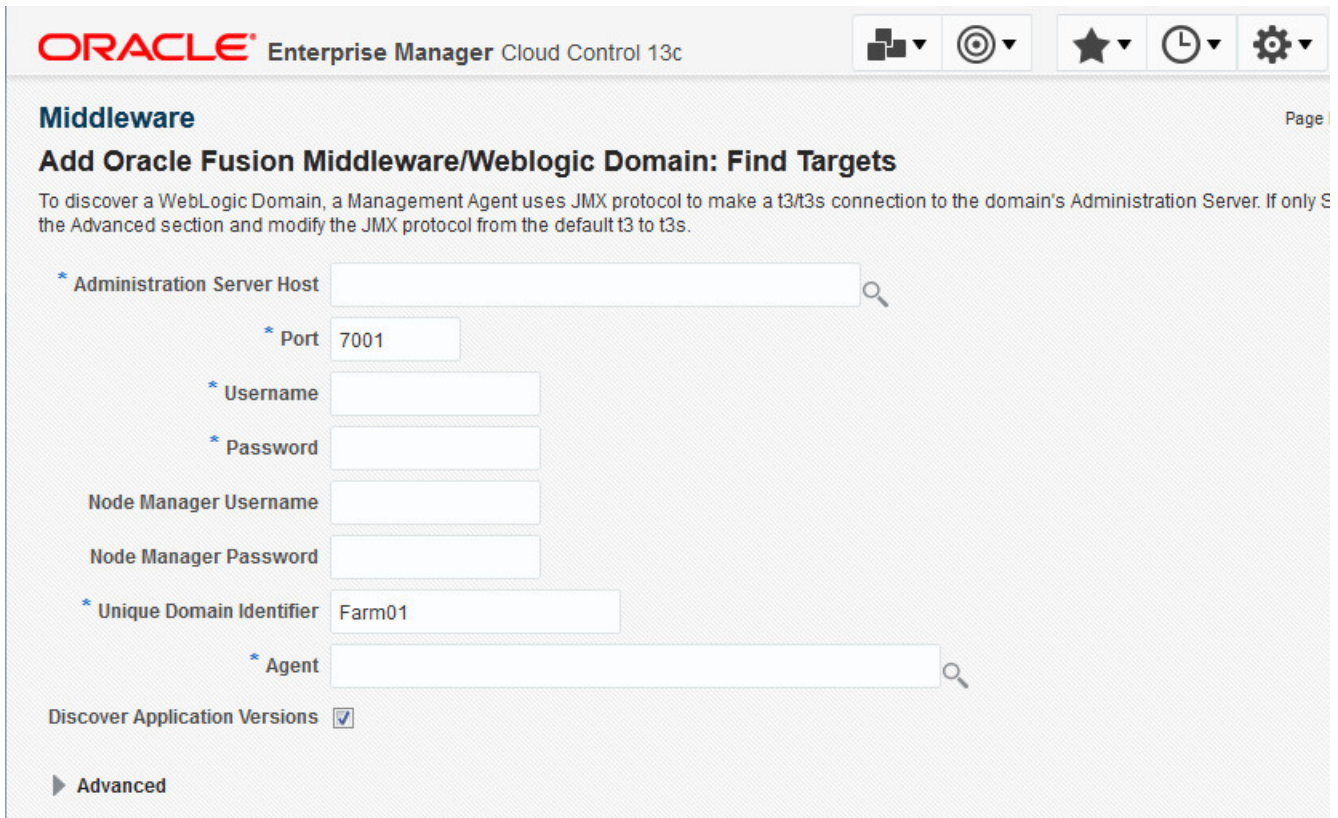 ORACLE Enterprise Manager Cloud Control 13c
Middleware
Page
Add Oracle Fusion Middleware/Weblogic Domain: Find Targets
To discover a WebLogic Domain, a Management Agent uses JMX protocol to make a t3/t3s connection to the domain's Administration Server. If only S
the Advanced section and modify the JMX protocol from the default t3 to t3s.
* Administration Server Host
* Port 7001
* Username
* Password
Node Manager Username
Node Manager Password
* Unique Domain Identifier Farm01
* Agent
Discover Application Versions
Advanced